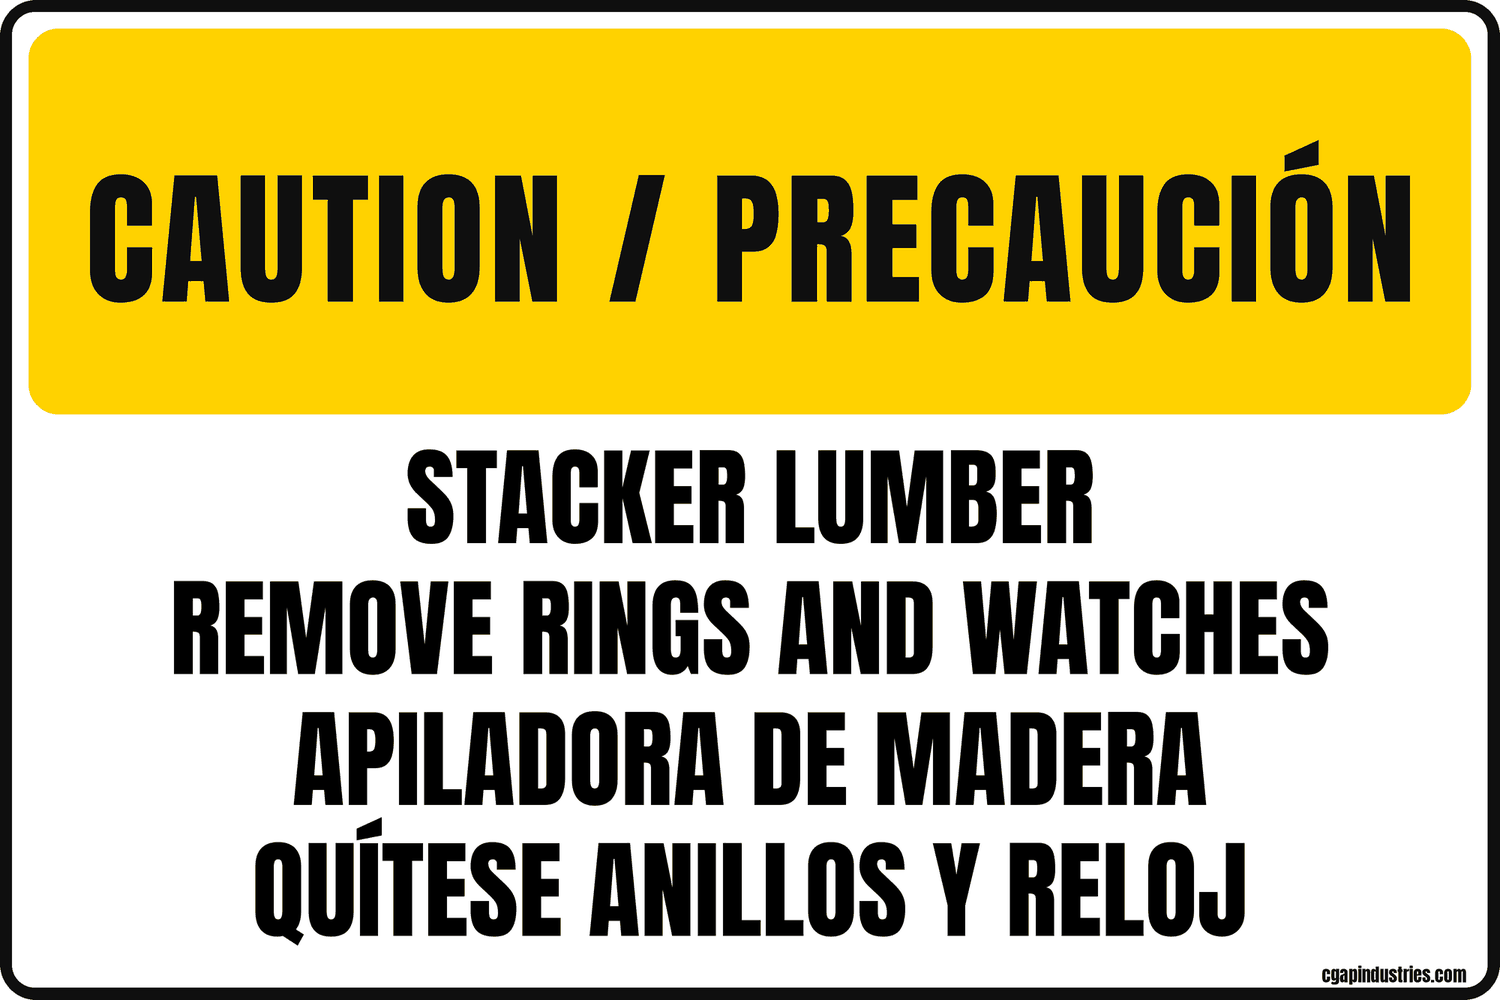 CAUTION / PRECAUCIÓN
STACKER LUMBER
REMOVE RINGS AND WATCHES
APILADORA DE MADERA
QUÍTESE ANILLOS Y RELOJ
cgapindustries.com